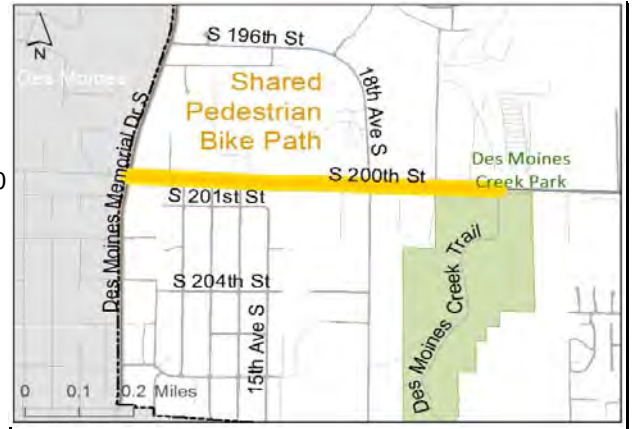 N
S 196th St
Des Moines
Shared
Pedestrian
Bike Path
18th Ave S
Des Moines Memorial Dr S
0
S 200th St
Des Moines
Creek Park
S 201st St
S 204th St
15th Ave S
Des Moines Creek Trail
0 0.1 0.2 Miles